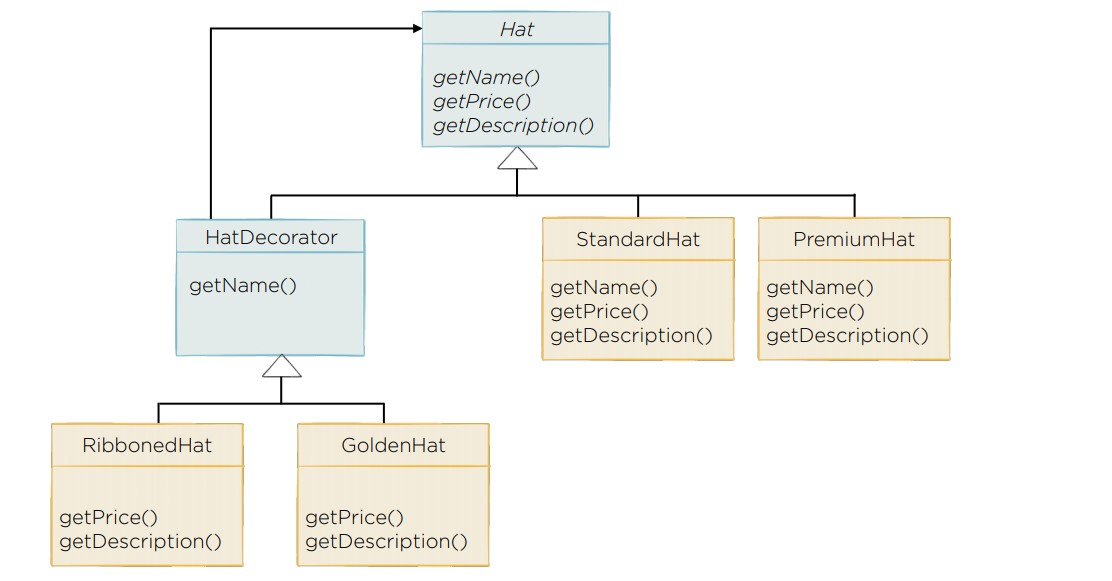 Hat
getName()
getPrice()
getDescription()
HatDecorator
getName()
StandardHat
getName()
getPrice()
getDescription()
PremiumHat
getName()
getPrice()
getDescription()
RibbonedHat
getPrice()
getDescription()
GoldenHat
getPrice()
getDescription()